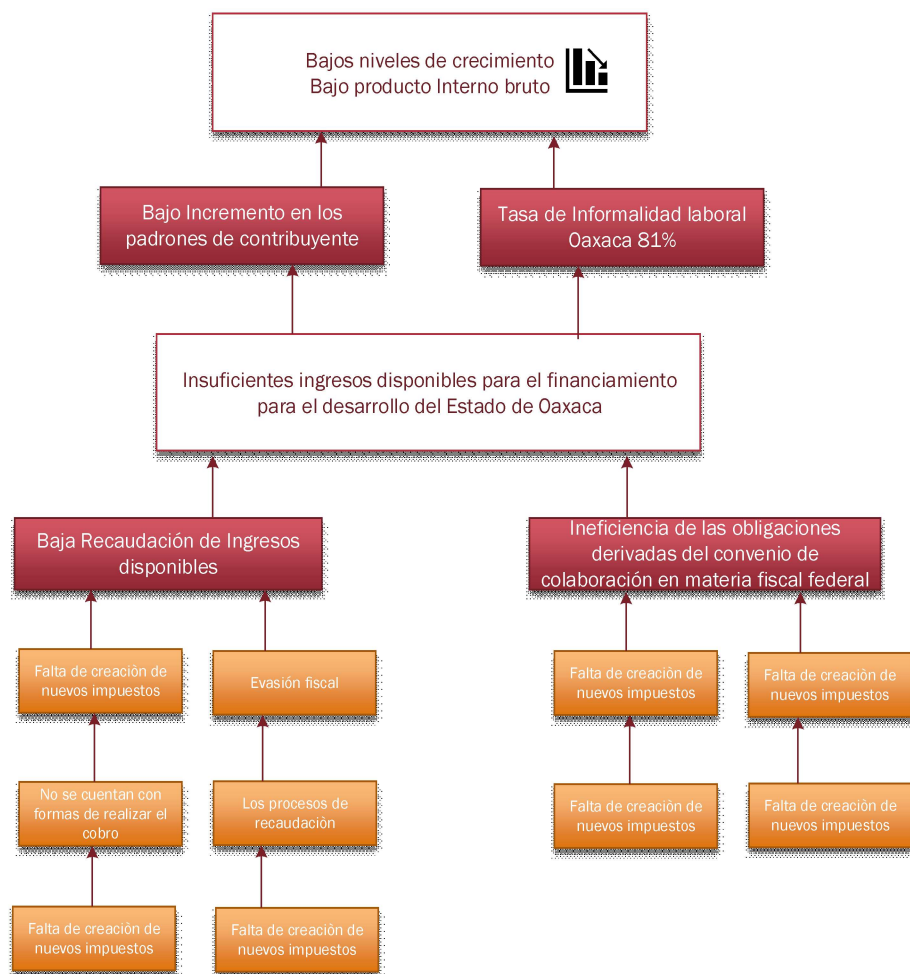 Bajos niveles de crecimiento
Bajo producto Interno bruto
Bajo Incremento en los
padrones de contribuyente
Tasa de Informalidad laboral
Oaxaca 81%
Insuficientes ingresos disponibles para el financiamiento
para el desarrollo del Estado de Oaxaca
Baja Recaudación de Ingresos
disponibles
Ineficiencia de las obligaciones
derivadas del convenio de
colaboración en materia fiscal federal
Falta de creaciòn de
nuevos impuestos
Evasión fiscal
Falta de creaciòn de
nuevos impuestos
Falta de creaciòn de
nuevos impuestos
No se cuentan con
formas de realizar el
cobro
Los procesos de
recaudaciòn
Falta de creaciòn de
nuevos impuestos
Falta de creaciòn de
nuevos impuestos
Falta de creaciòn de
nuevos impuestos
Falta de creaciòn de
nuevos impuestos